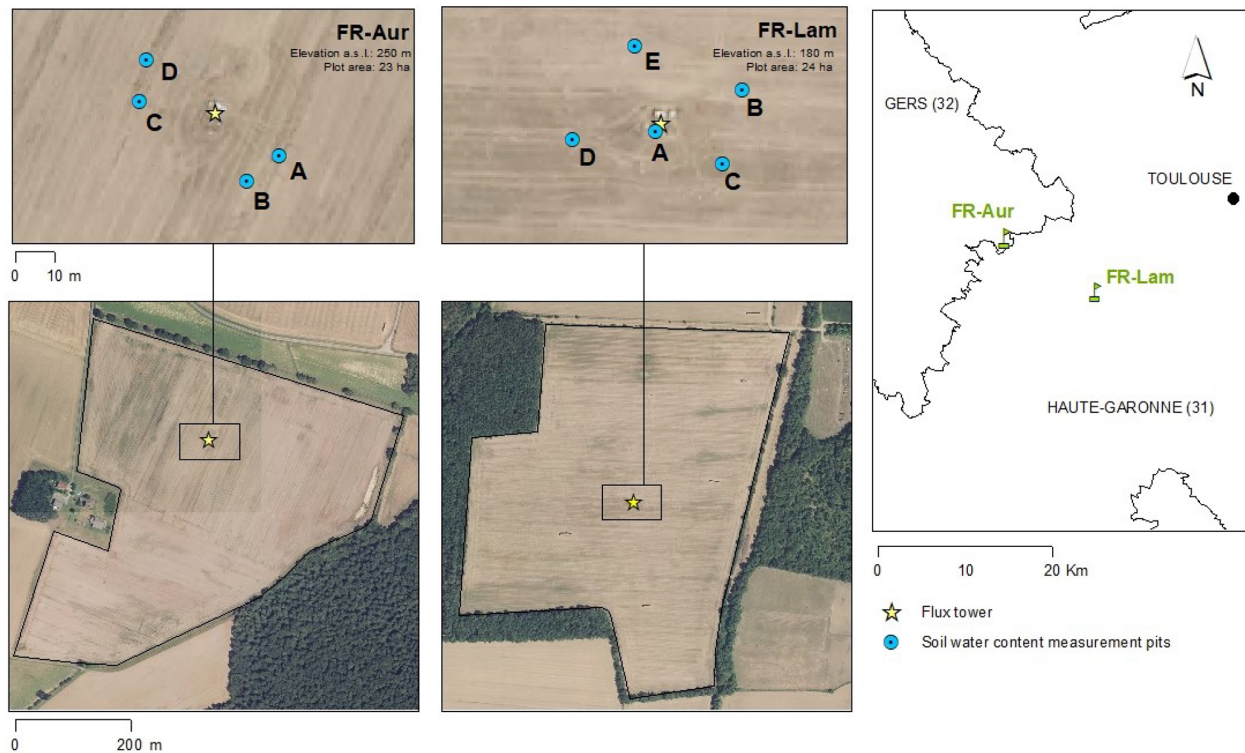 FR-Aur
Elevation a.s.l.: 250 m
Plot area: 23 ha
D
C
A
B
0 10 m
FR-Lam
Elevation a.s.l.: 180 m
Plot area: 24 ha
E
B
D
A
C
N
GERS (32)
TOULOUSE
FR-Aur
FR-Lam
HAUTE-GARONNE (31)
0 10 20 Km
Flux tower
Soil water content measurement pits
0 200 m